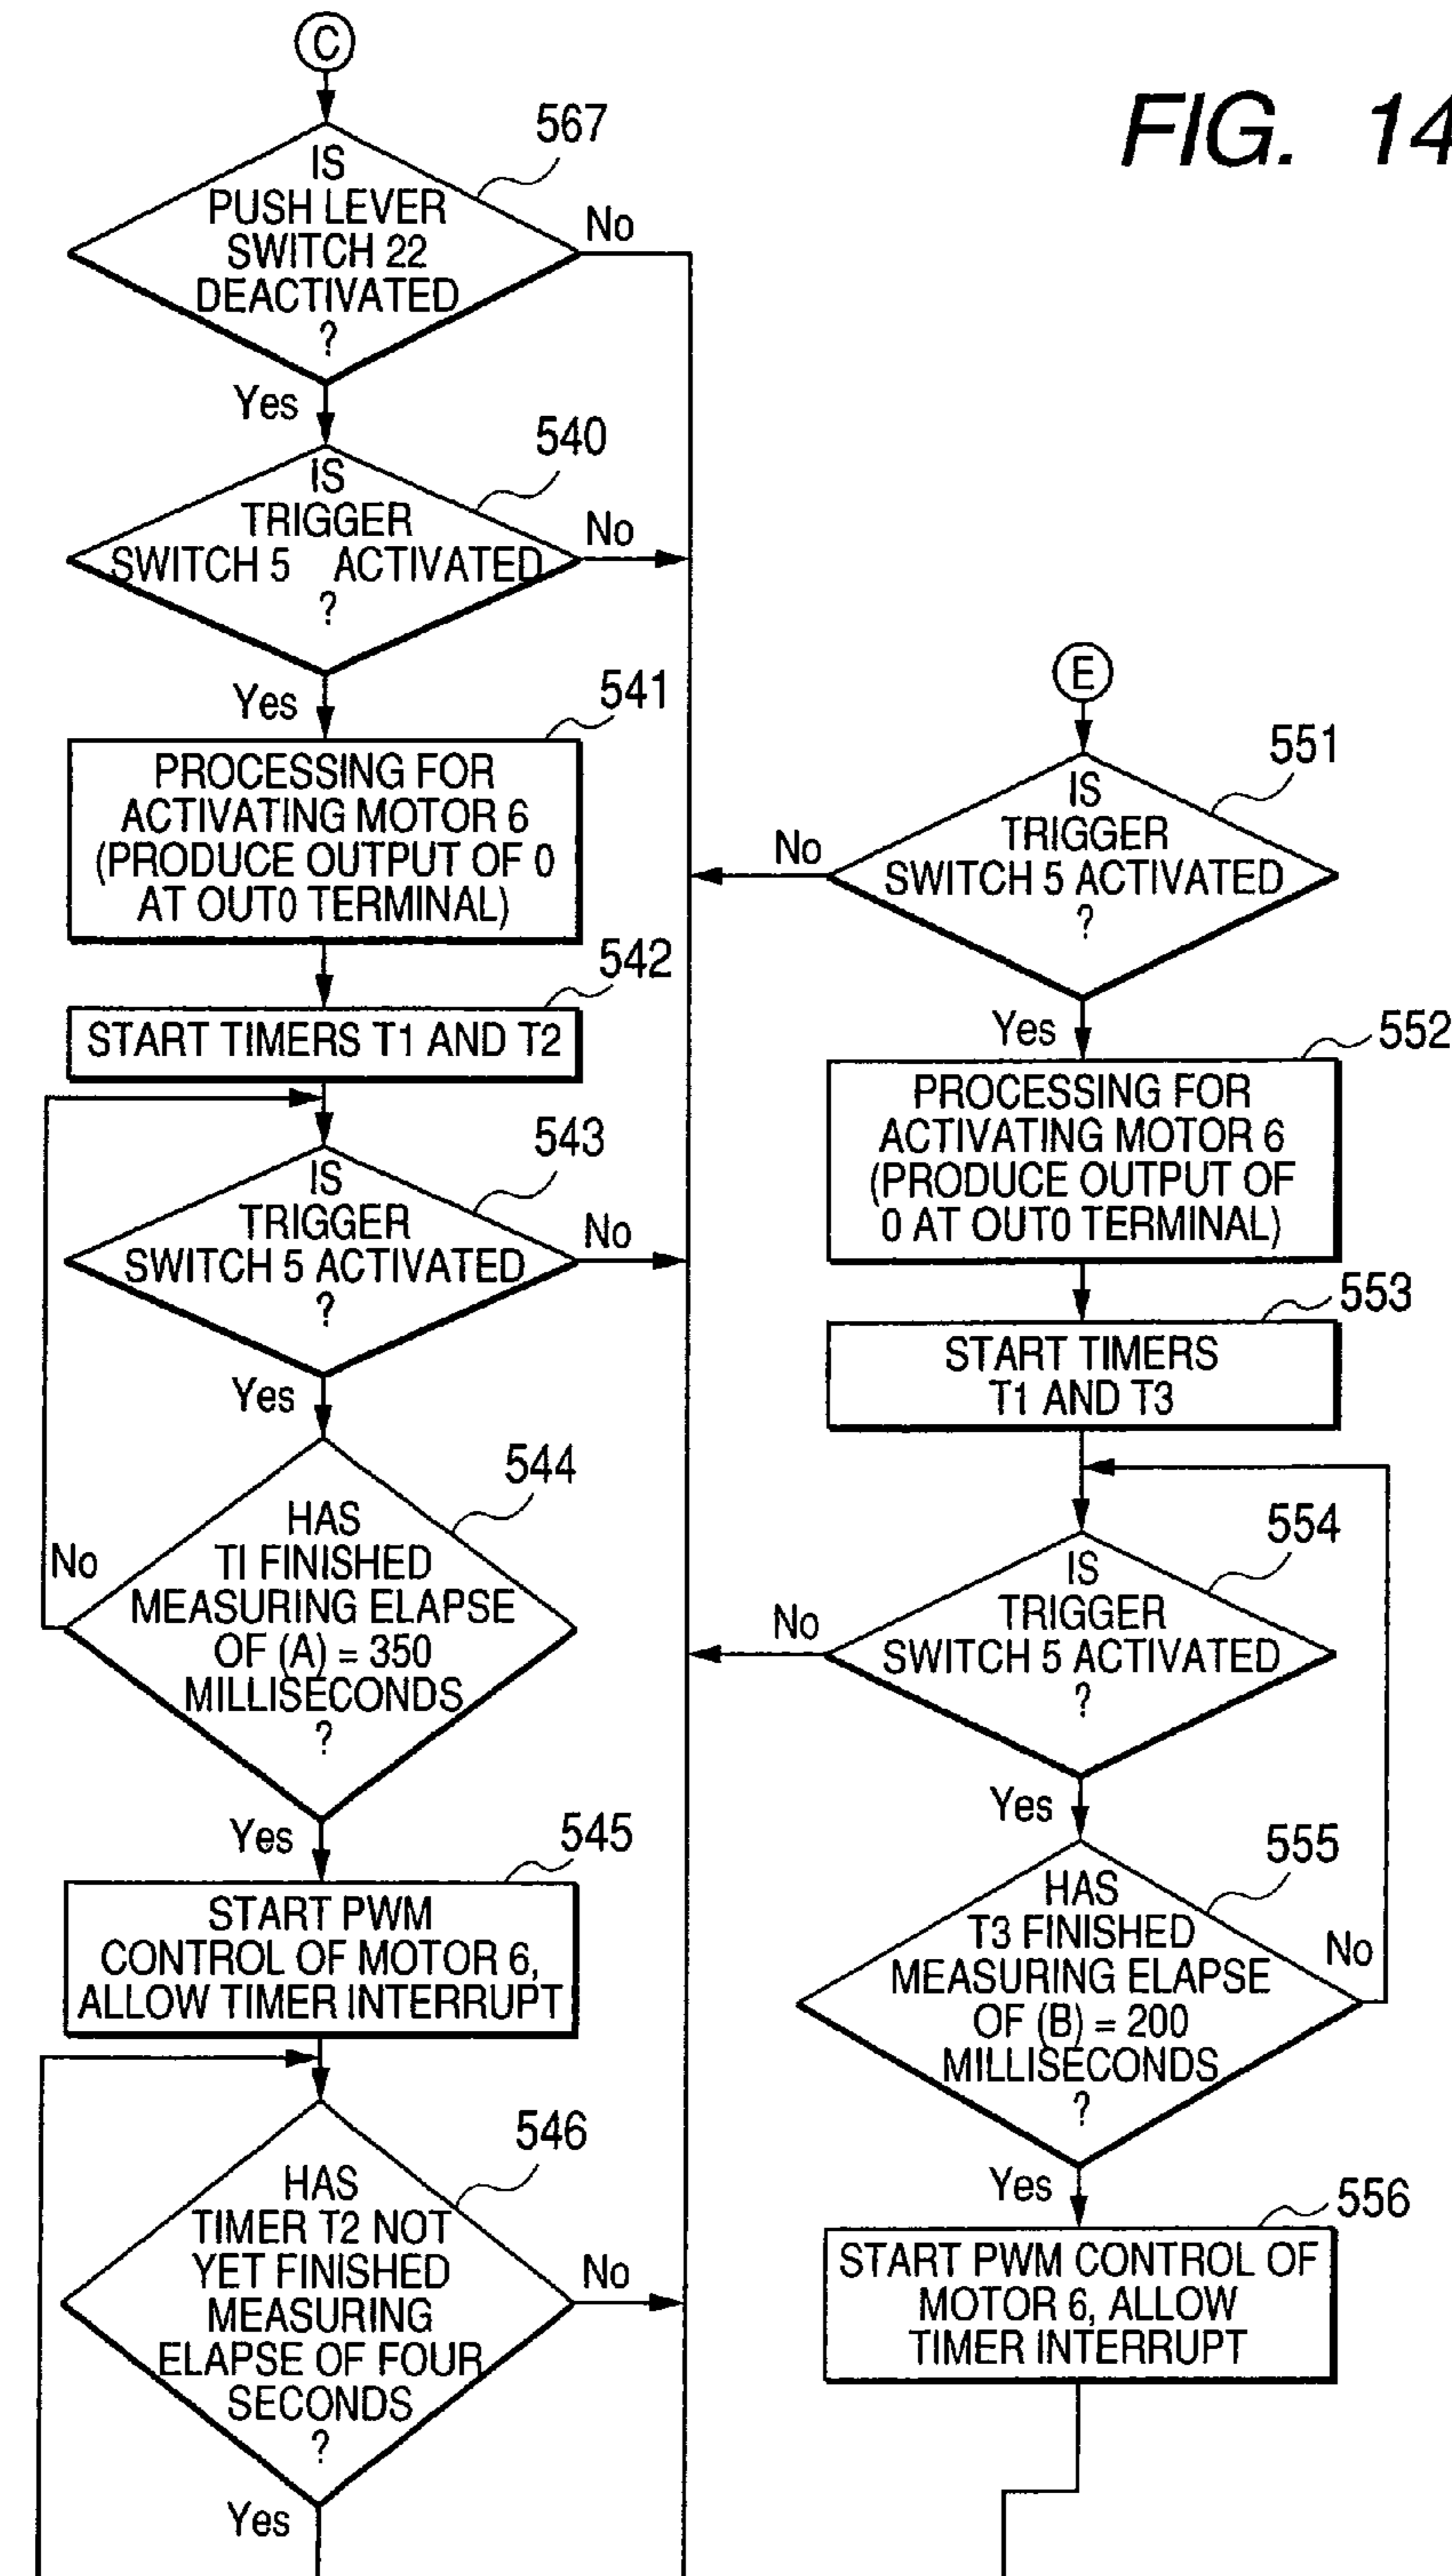 FIG. 14
C
567
IS
PUSH LEVER
SWITCH 22
DEACTIVATED
?
No
Yes
540
IS
TRIGGER
SWITCH 5 ACTIVATED
?
No
Yes
541
PROCESSING FOR
ACTIVATING MOTOR 6
(PRODUCE OUTPUT OF 0
AT OUT0 TERMINAL)
542
START TIMERS T1 AND T2
543
IS
TRIGGER
SWITCH 5 ACTIVATED
?
No
Yes
544
HAS
TI FINISHED
MEASURING ELAPSE
OF (A) = 350
MILLISECONDS
?
No
Yes
545
START PWM
CONTROL OF MOTOR 6,
ALLOW TIMER INTERRUPT
546
HAS
TIMER T2 NOT
YET FINISHED
MEASURING
ELAPSE OF FOUR
SECONDS
?
No
Yes
E
551
IS
TRIGGER
SWITCH 5 ACTIVATED
?
No
Yes
552
PROCESSING FOR
ACTIVATING MOTOR 6
(PRODUCE OUTPUT OF
0 AT OUT0 TERMINAL)
553
START TIMERS
T1 AND T3
554
IS
TRIGGER
SWITCH 5 ACTIVATED
?
No
Yes
555
HAS
T3 FINISHED
MEASURING ELAPSE
OF (B) = 200
MILLISECONDS
?
No
Yes
556
START PWM CONTROL OF
MOTOR 6, ALLOW
TIMER INTERRUPT